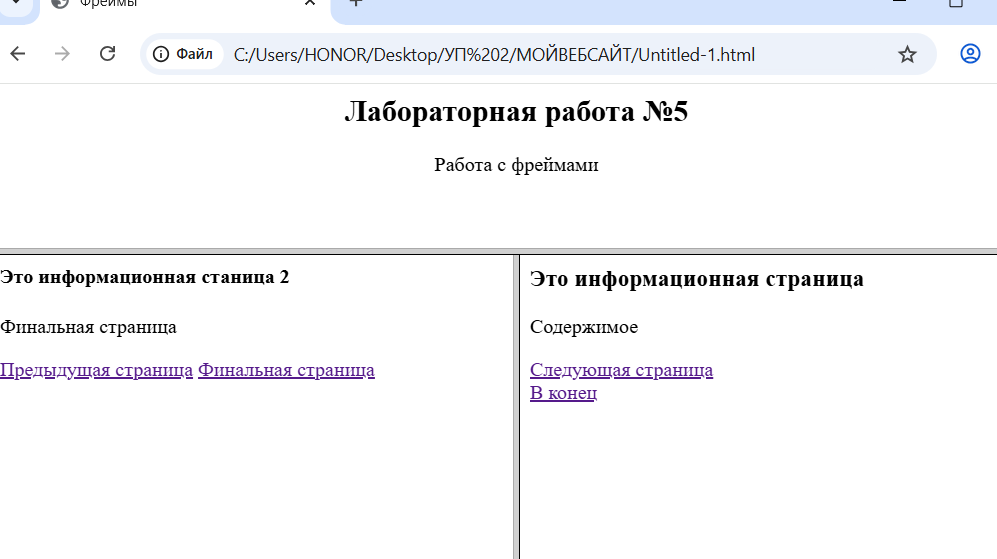 Фреймы
Файл C:/Users/HONOR/Desktop/УП%202/МОЙВЕБСАЙТ/Untitled-1.html
Лабораторная работа №5
Работа с фреймами
Это информационная станица 2
Финальная страница
Предыдущая страница Финальная страница
Это информационная страница
Содержимое
Следующая страница
В конец